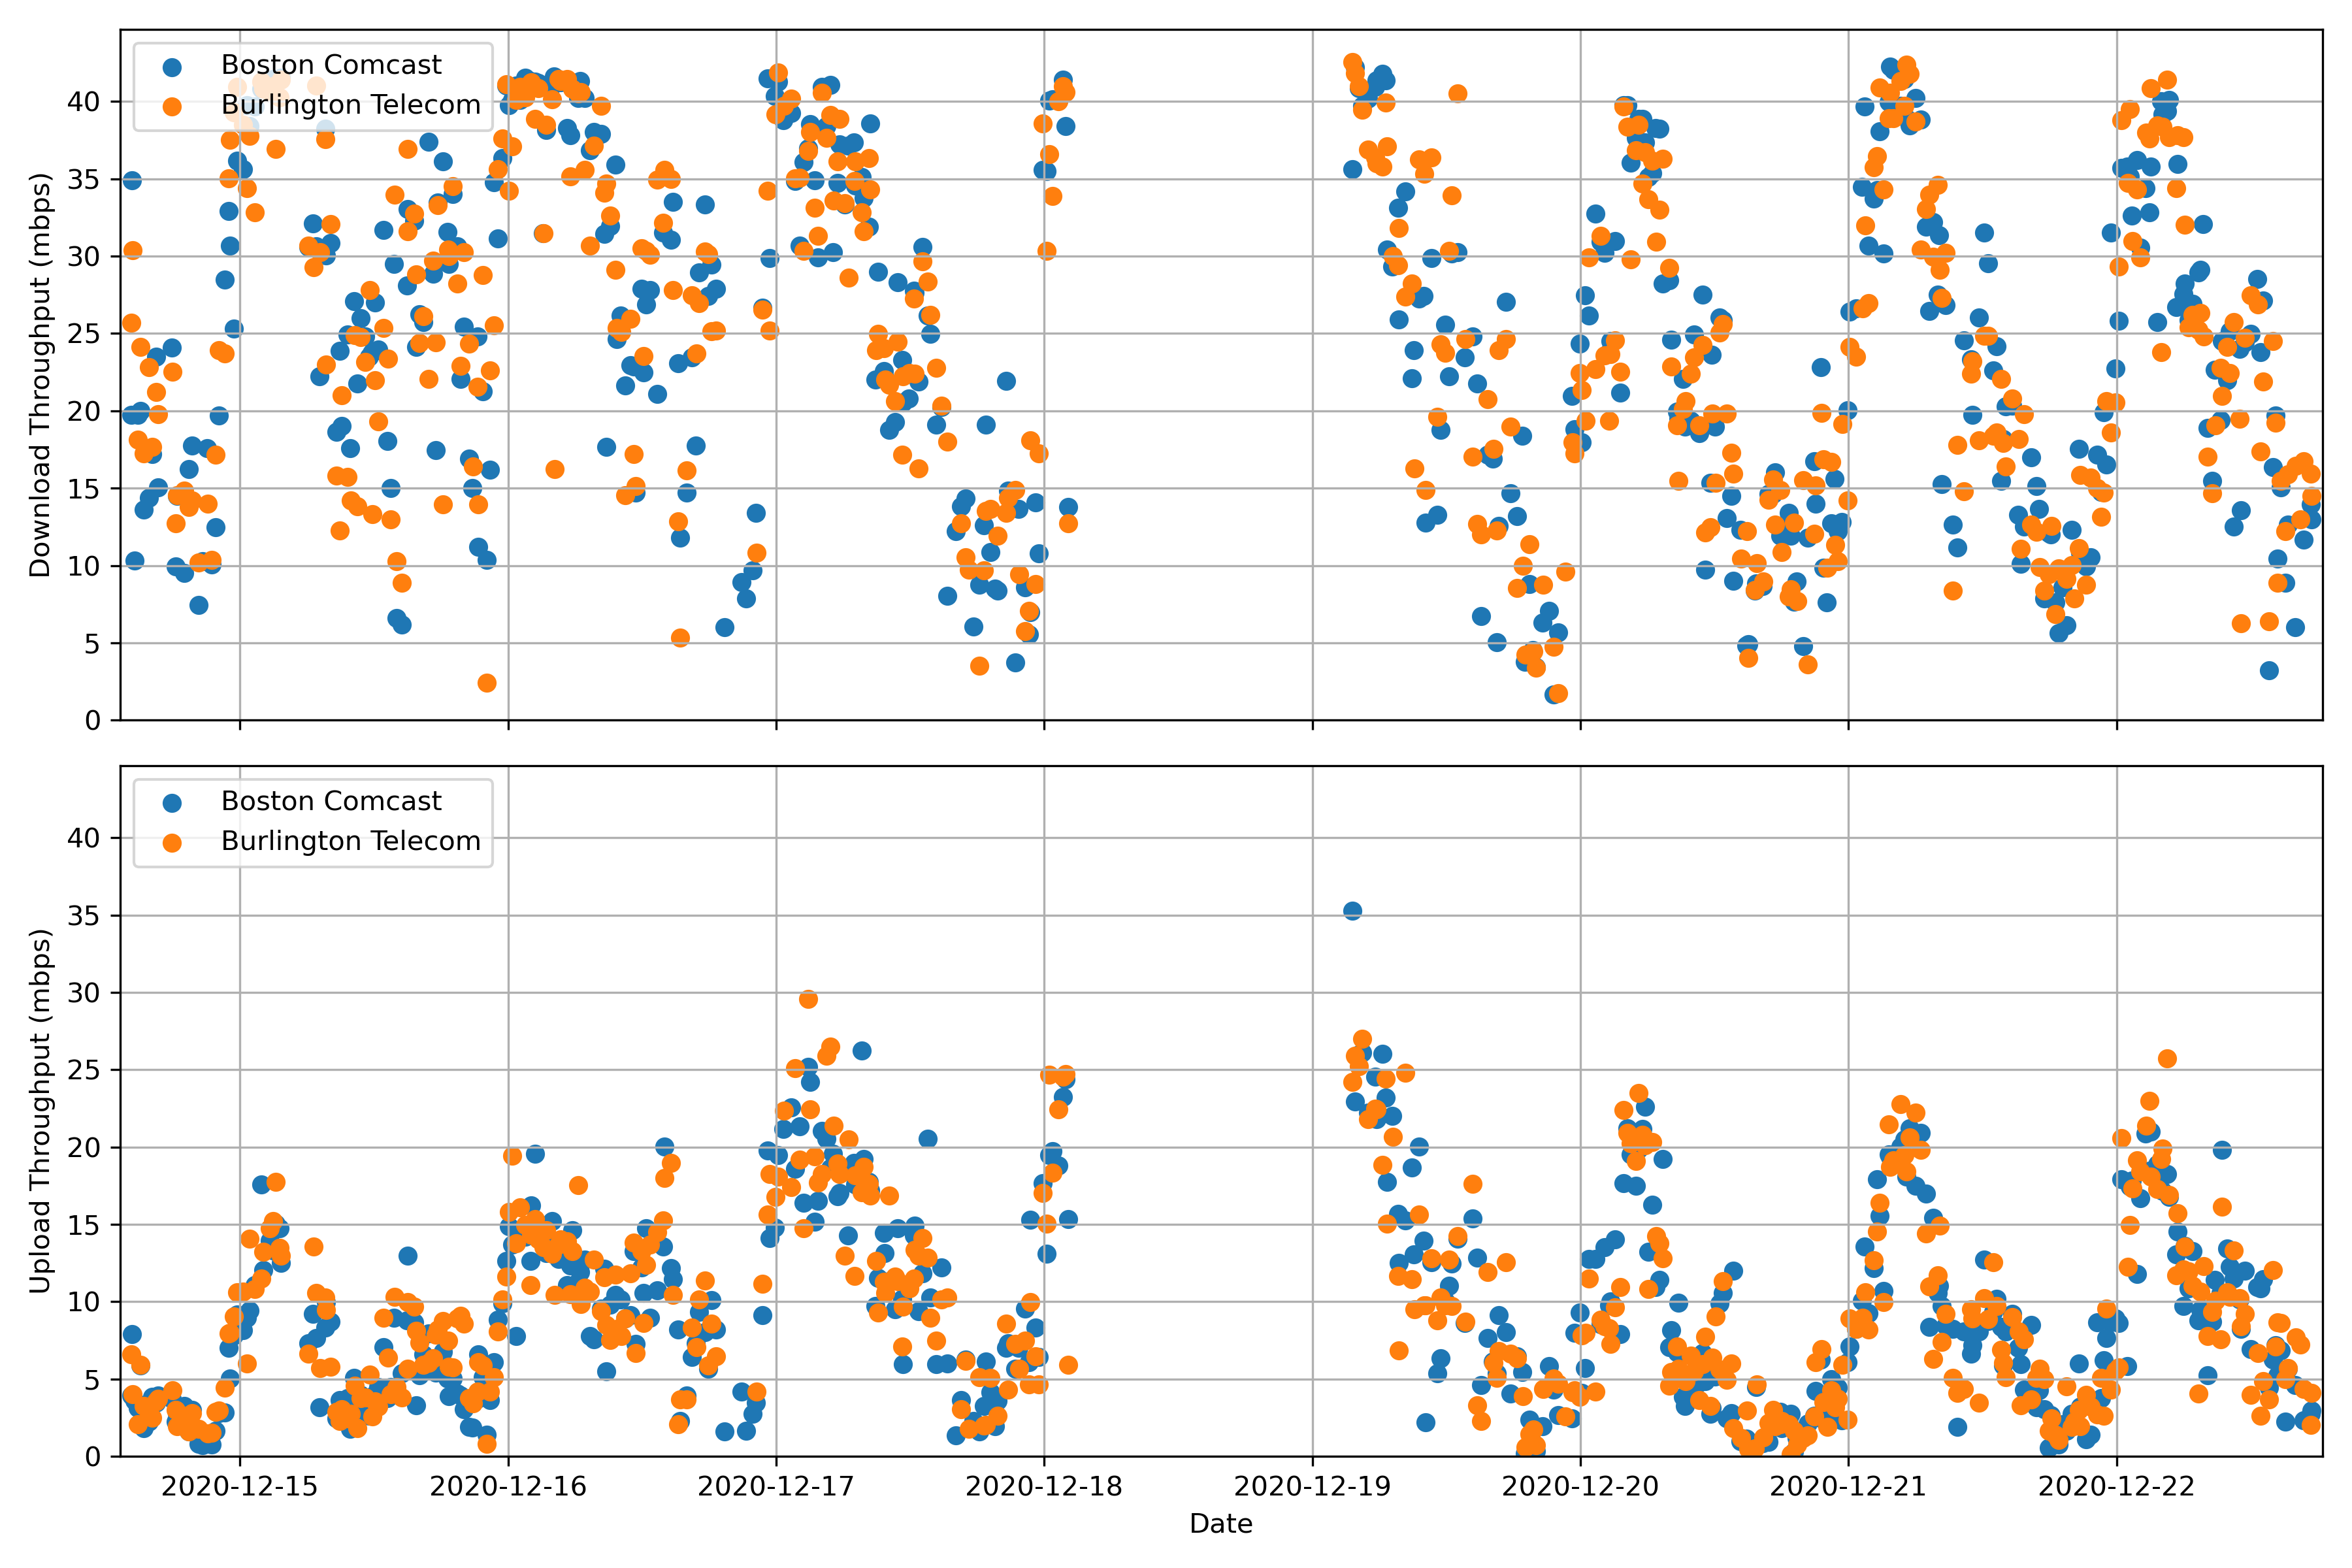 Boston Comcast
Burlington Telecom
Download Throughput (mbps)
40
35
30
25
20
15
10
5
0
Boston Comcast
Burlington Telecom
Upload Throughput (mbps)
40
35
30
25
20
15
10
5
0
2020-12-15 2020-12-16 2020-12-17 2020-12-18 2020-12-19 2020-12-20 2020-12-21 2020-12-22
Date